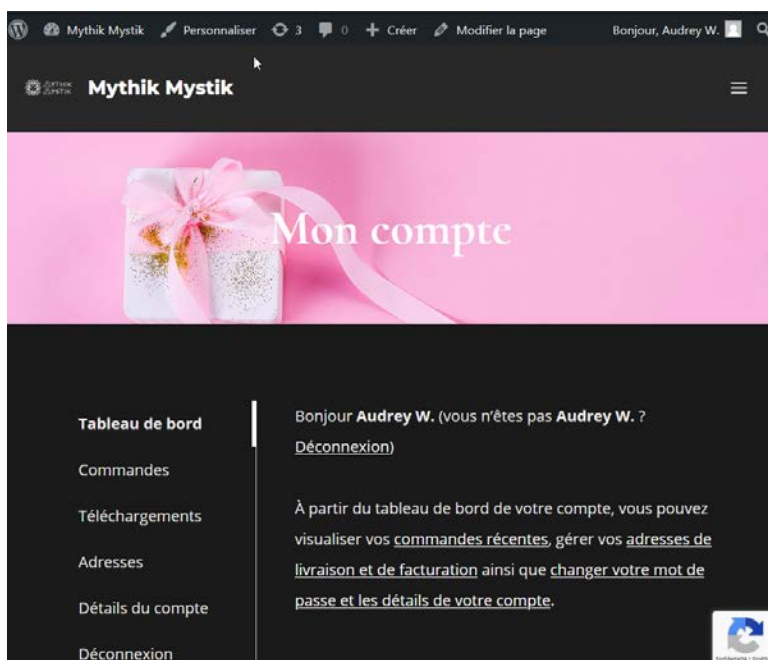 Mythik Mystik Personnaliser 3 0 Créer Modifier la page Bonjour, Audrey W.
MYTHIK MYSTIK Mythik Mystik
Mon compte
Tableau de bord
Commandes
Téléchargements
Adresses
Détails du compte
Déconnexion
Bonjour Audrey W. (vous n'êtes pas Audrey W. ?
Déconnexion)
À partir du tableau de bord de votre compte, vous pouvez
visualiser vos commandes récentes, gérer vos adresses de
livraison et de facturation ainsi que changer votre mot de
passe et les détails de votre compte.